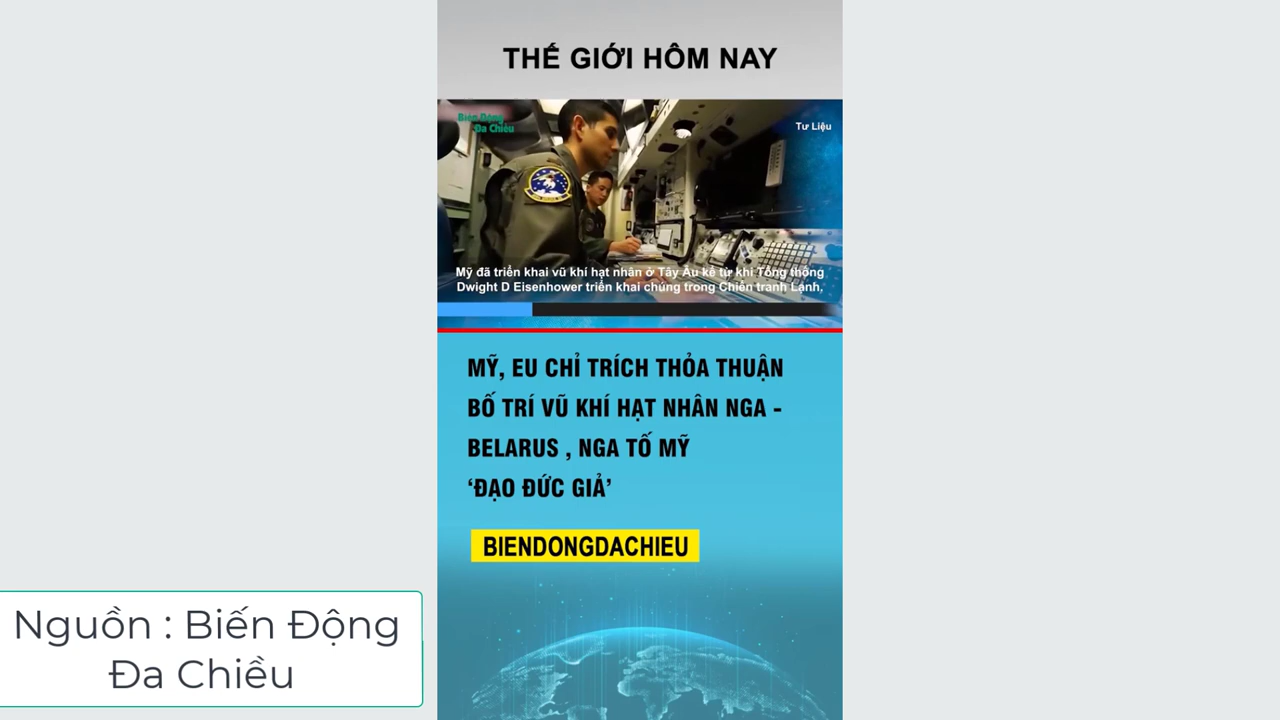 THẾ GIỚI HÔM NAY
Biến Động
Đa Chiều
Tư Liệu
Mỹ đã triển khai vũ khí hạt nhân ở Tây Âu kể từ khi Tổng thống
Dwight D Eisenhower triển khai chúng trong Chiến tranh Lạnh.
MỸ, EU CHỈ TRÍCH THỎA THUẬN
BỐ TRÍ VŨ KHÍ HẠT NHÂN NGA -
BELARUS , NGA TỐ MỸ
‘ĐẠO ĐỨC GIẢ’
BIENDONGDACHIEU
Nguồn : Biến Động
Đa Chiều